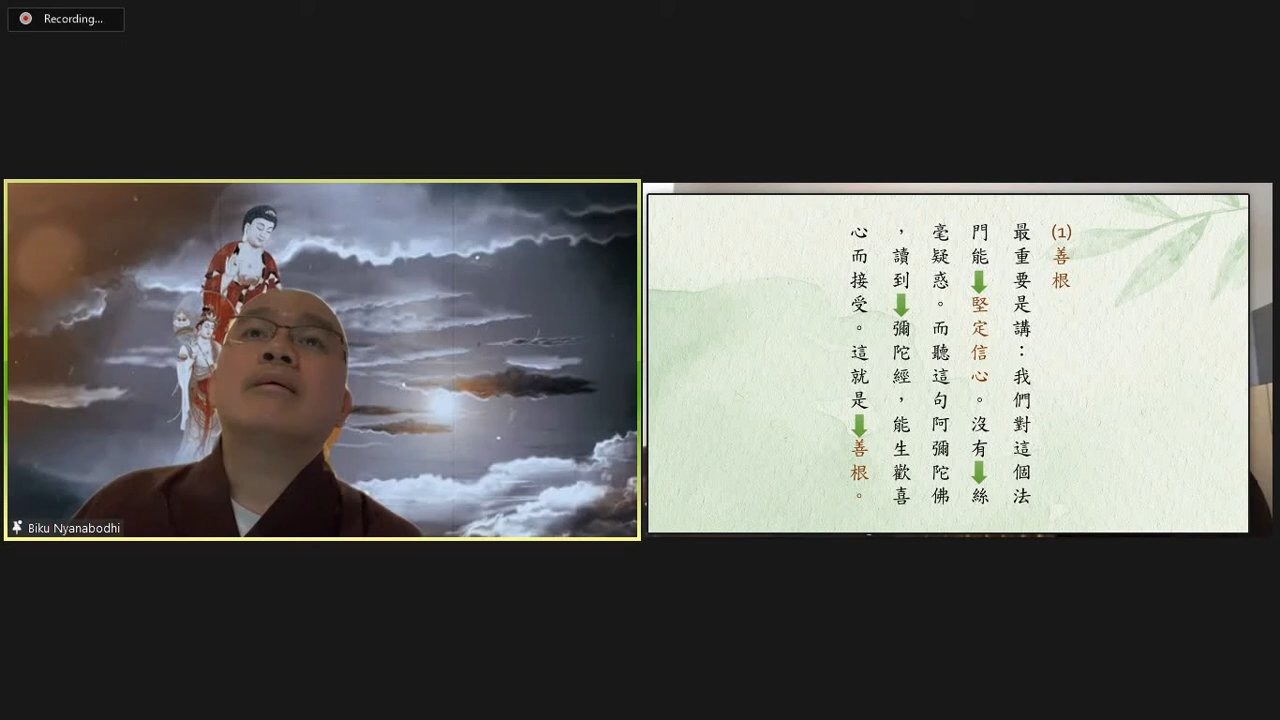 Recording...
Biku Nyanabodhi
(1)善根
最重要是講：我們對這個法
門能堅定信心。沒有絲
毫疑惑。而聽這句阿彌陀佛
，讀到彌陀經，能生歡喜
心而接受。這就是善根。